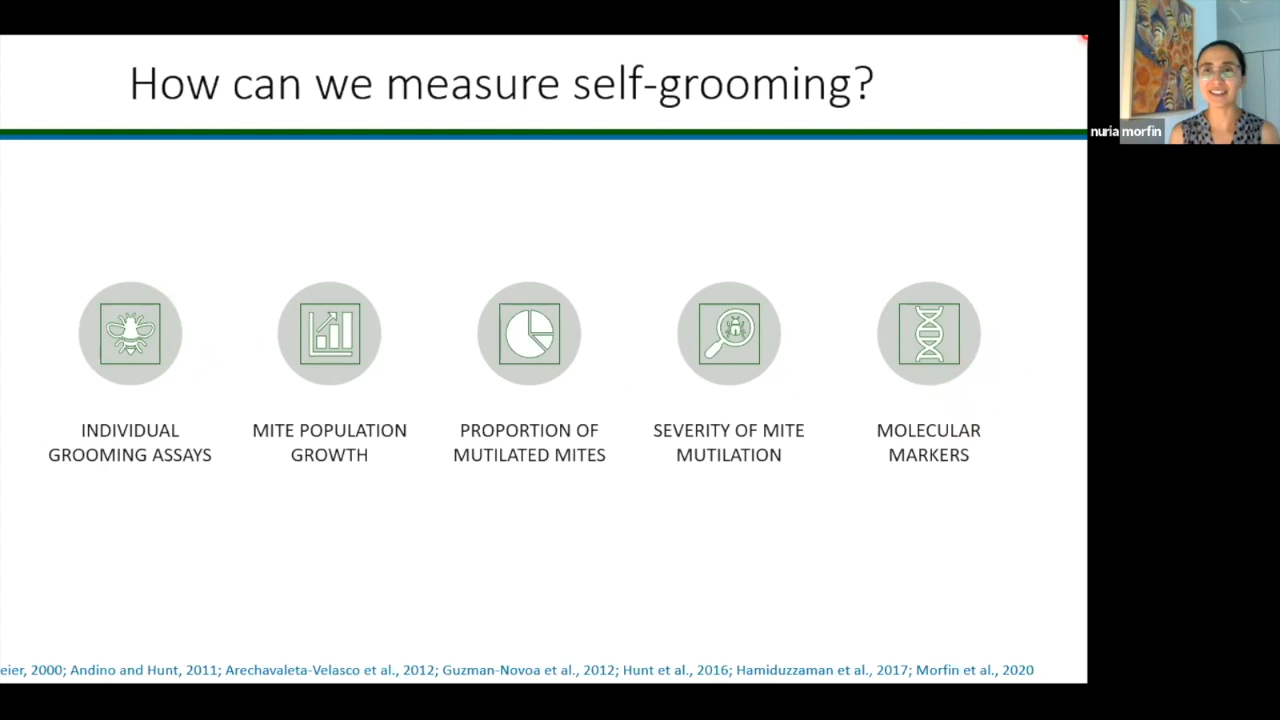 How can we measure self-grooming?
nuria morfin
INDIVIDUAL
GROOMING ASSAYS
MITE POPULATION
GROWTH
PROPORTION OF
MUTILATED MITES
SEVERITY OF MITE
MUTILATION
MOLECULAR
MARKERS
eier, 2000; Andino and Hunt, 2011; Arechavaleta-Velasco et al., 2012; Guzman-Novoa et al., 2012; Hunt et al., 2016; Hamiduzzaman et al., 2017; Morfin et al., 2020